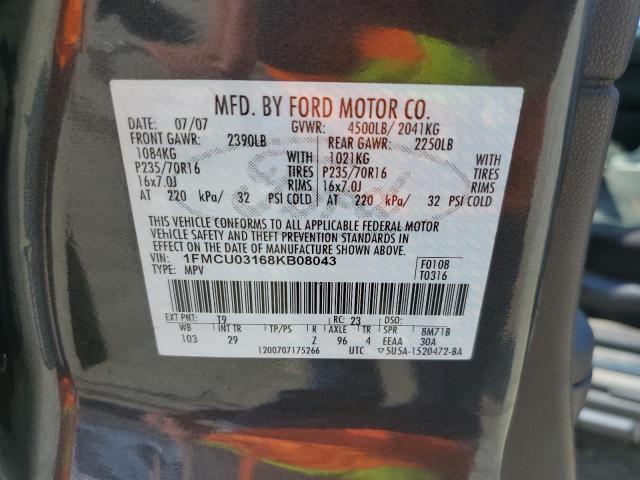 MFD. BY FORD MOTOR CO.
DATE: 07/07 GVWR: 4500LB/ 2041KG
FRONT GAWR: 2390LB REAR GAWR: 2250LB
1084KG WITH 1021KG WITH
P235/70R16 TIRES P235/70R16 TIRES
16x7.0J RIMS 16x7.0J RIMS
AT 220 kPa/ 32 PSI COLD AT 220 kPa/ 32 PSI COLD
Ford
THIS VEHICLE CONFORMS TO ALL APPLICABLE FEDERAL MOTOR
VEHICLE SAFETY AND THEFT PREVENTION STANDARDS IN
EFFECT ON THE DATE OF MANUFACTURE SHOWN ABOVE.
VIN: 1FMCU03168KB08043 F0108
TYPE: MPV T0316
EXT PNT: T9 RC: 23 DSO:
WB INT TR TP/PS R AXLE TR SPR 8M71B
103 29 Z 96 4 EEAA 30A
1200707175266 UTC 5U5A-1520472-BA